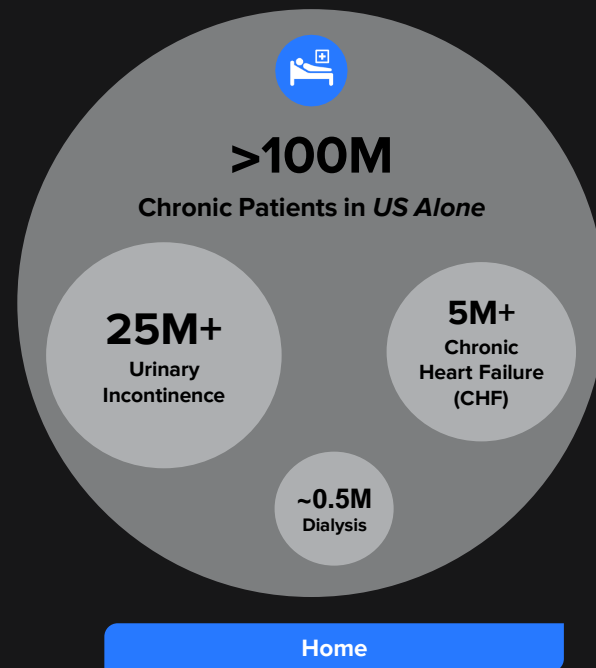 >100M
Chronic Patients in US Alone
25M+
Urinary
Incontinence
5M+
Chronic
Heart Failure
(CHF)
~0.5M
Dialysis
Home